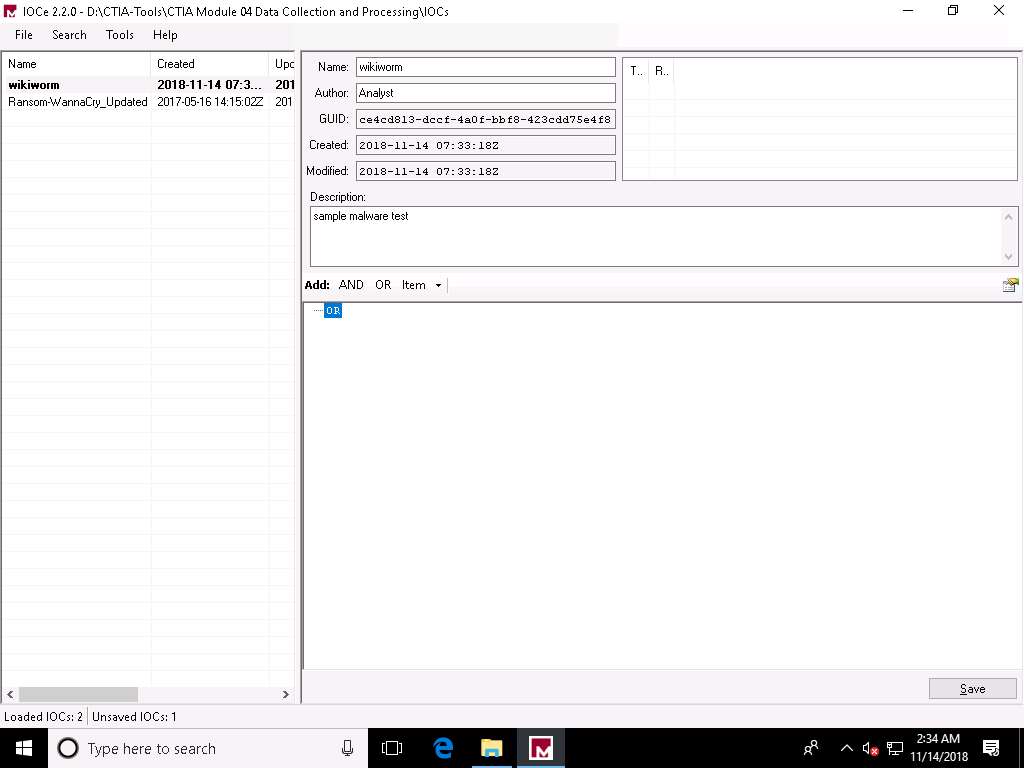 IOCe 2.2.0 - D:\CTIA-Tools\CTIA Module 04 Data Collection and Processing\IOCs
File Search Tools Help
Name Created Upd
wikiworm 2018-11-14 07:3... 201
Ransom-WannaCry_Updated 2017-05-16 14:15:02Z 201
Name: wikiworm
Author: Analyst
GUID: ce4cd813-dccf-4a0f-bbf8-423cdd75e4f8
Created: 2018-11-14 07:33:18Z
Modified: 2018-11-14 07:33:18Z
T.. R..
Description:
sample malware test
Add: AND OR Item
OR
Save
Loaded IOCs: 2 Unsaved IOCs: 1
Type here to search
2:34 AM
11/14/2018